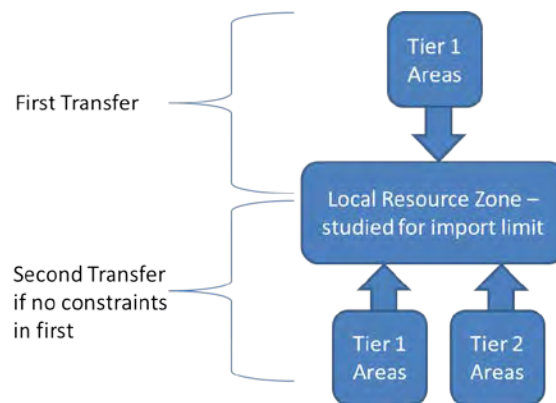 Tier 1
Areas
First Transfer
Local Resource Zone –
studied for import limit
Second Transfer
if no constraints
in first
Tier 1
Areas
Tier 2
Areas